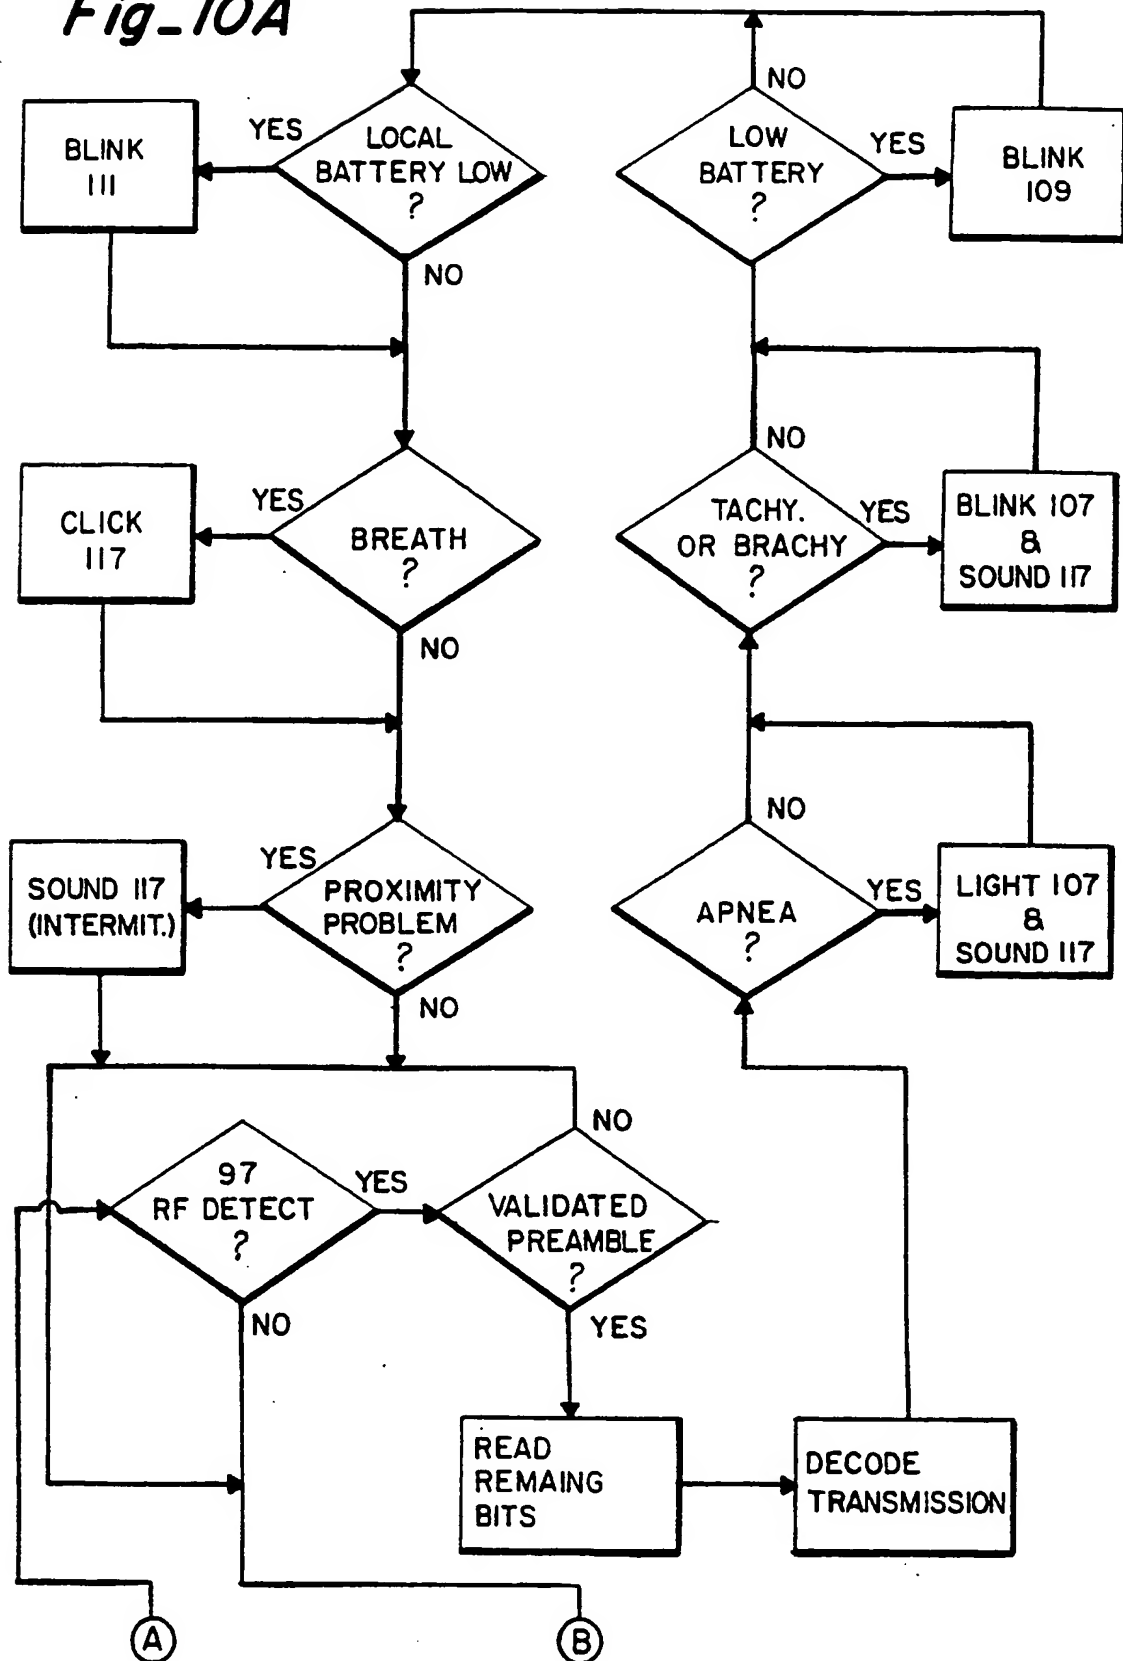 Fig_10A
NO
YES
LOCAL
BATTERY LOW
?
BLINK
111
LOW
BATTERY
?
YES
BLINK
109
NO
NO
YES
BREATH
?
CLICK
117
TACHY.
OR BRACHY
?
YES
BLINK 107
&
SOUND 117
NO
NO
YES
PROXIMITY
PROBLEM
?
SOUND 117
(INTERMIT.)
APNEA
?
YES
LIGHT 107
&
SOUND 117
NO
NO
97
RF DETECT
?
YES
VALIDATED
PREAMBLE
?
NO
YES
READ
REMAING
BITS
DECODE
TRANSMISSION
A
B